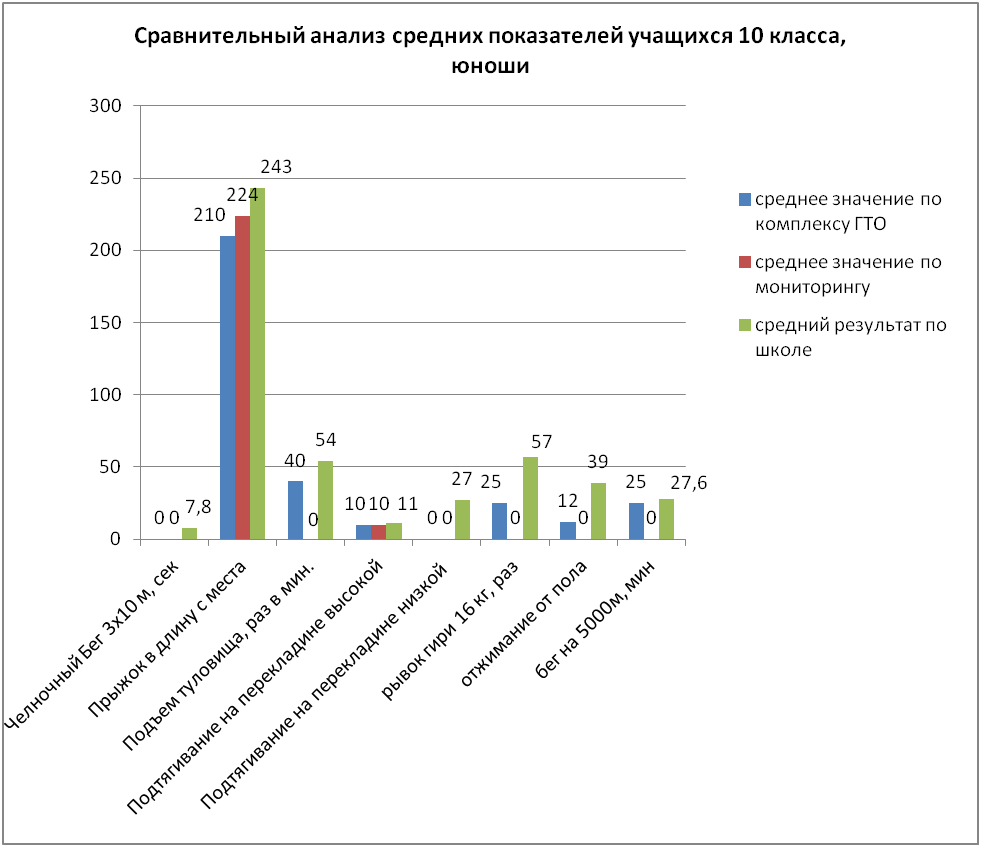 Сравнительный анализ средних показателей учащихся 10 класса,
юноши
300
250
200
150
100
50
0
0 0 7,8
210 224 243
40 0 54
10 10 11
0 0 27
25 0 57
12 0 39
25 0 27,6
Челночный Бег 3х10 м, сек
Прыжок в длину с места
Подъем туловища, раз в мин.
Подтягивание на перекладине высокой
Подтягивание на перекладине низкой
рывок гири 16 кг, раз
отжимание от пола
бег на 5000м, мин
среднее значение по
комплексу ГТО
среднее значение по
мониторингу
средний результат по
школе